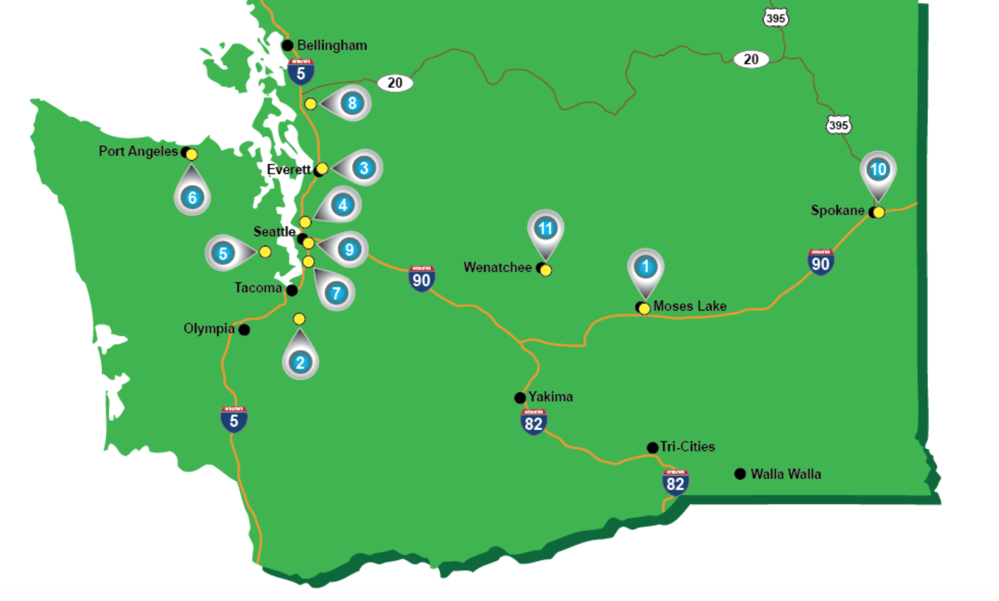 395
Bellingham
5
20
20
8
395
Port Angeles
Everett
3
10
6
4
Spokane
11
Seattle
5
9
90
Wenatchee
1
90
Tacoma
7
Moses Lake
Olympia
2
Yakima
5
82
Tri-Cities
82
Walla Walla